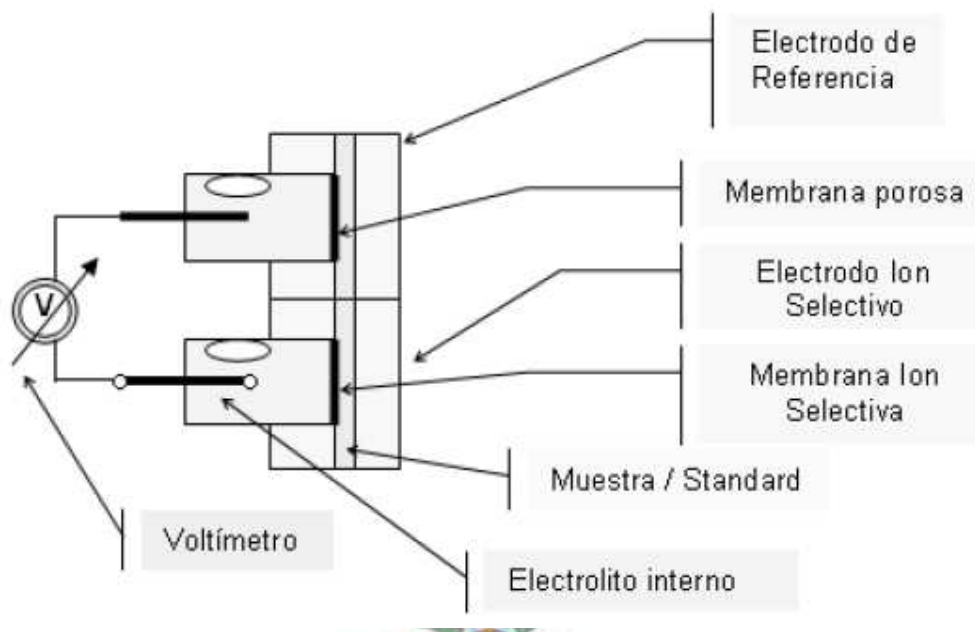 Electrodo de
Referencia
Membrana porosa
Electrodo Ion
Selectivo
V
Membrana Ion
Selectiva
Muestra / Standard
Voltímetro
Electrolito interno